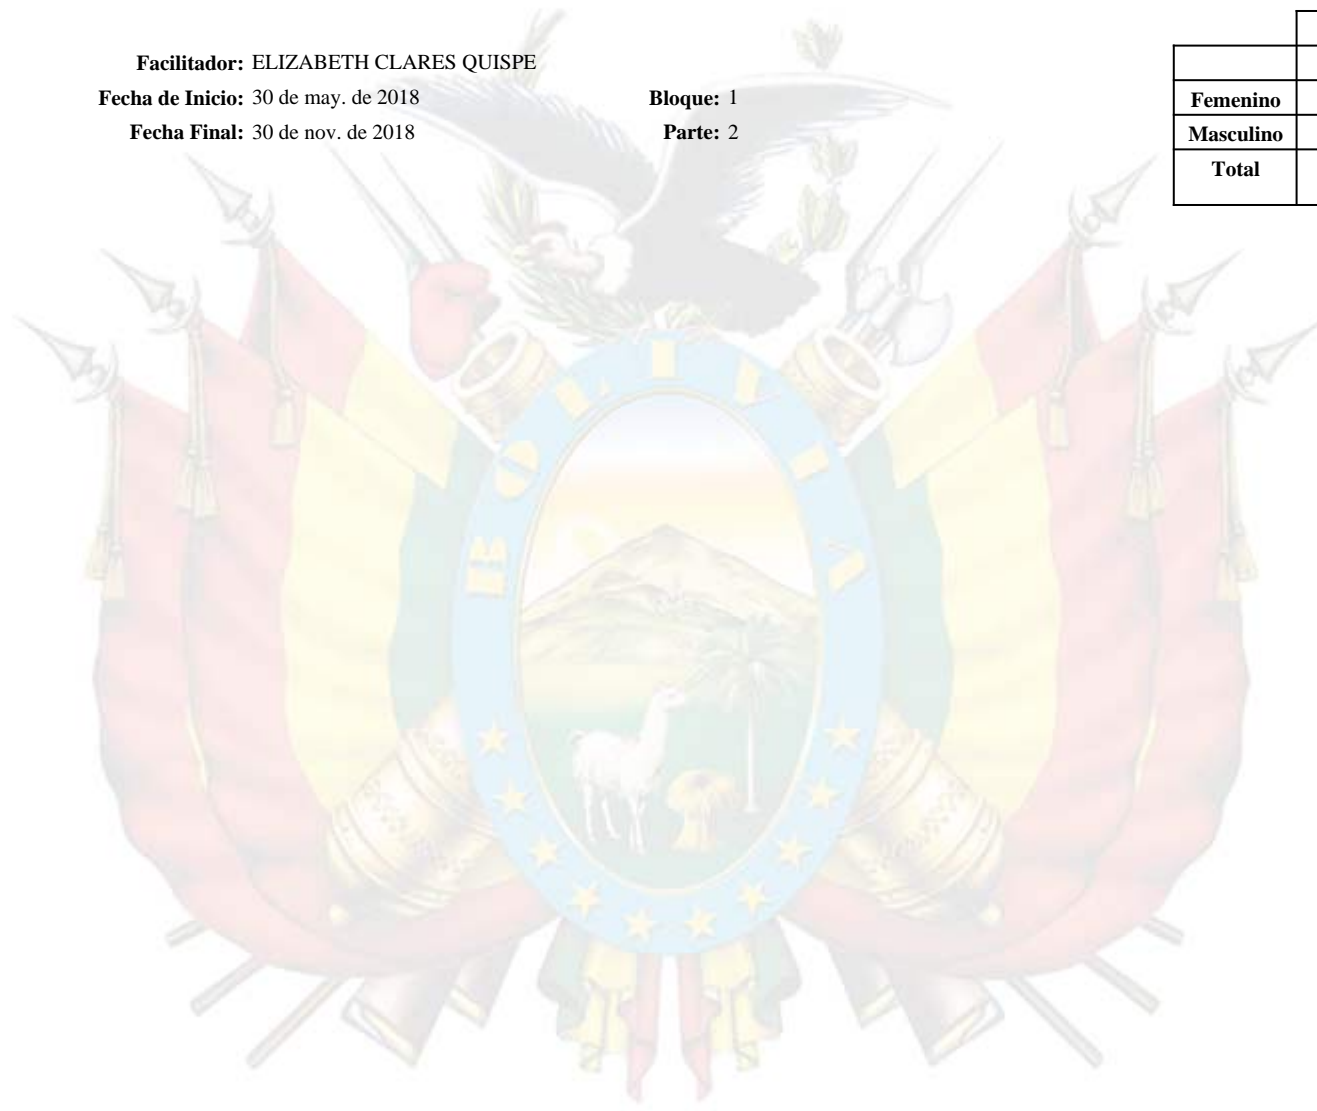 Facilitador: ELIZABETH CLARES QUISPE
Fecha de Inicio: 30 de may. de 2018
Bloque: 1
Fecha Final: 30 de nov. de 2018
Parte: 2
Femenino
Masculino
Total
BOLIVIA